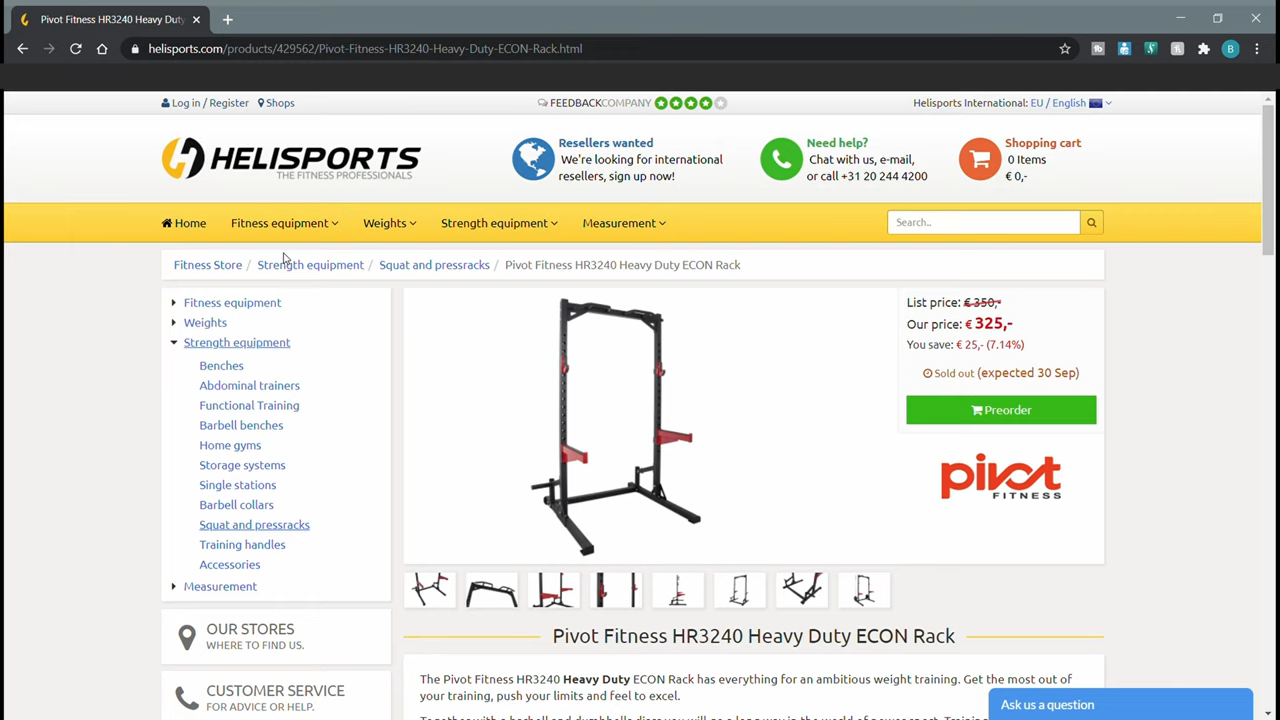 Pivot Fitness HR3240 Heavy Duty
helisports.com/products/429562/Pivot-Fitness-HR3240-Heavy-Duty-ECON-Rack.html
B
Log in / Register Shops
FEEDBACKCOMPANY
Helisports International: EU / English
HELISPORTS
THE FITNESS PROFESSIONALS
Resellers wanted
We're looking for international
resellers, sign up now!
Need help?
Chat with us, e-mail,
or call +31 20 244 4200
Shopping cart
0 Items
€ 0,-
Home Fitness equipment Weights Strength equipment Measurement Search..
Fitness Store / Strength equipment / Squat and pressracks / Pivot Fitness HR3240 Heavy Duty ECON Rack
Fitness equipment
Weights
Strength equipment
Benches
Abdominal trainers
Functional Training
Barbell benches
Home gyms
Storage systems
Single stations
Barbell collars
Squat and pressracks
Training handles
Accessories
Measurement
List price: € 350,-
Our price: € 325,-
You save: € 25,- (7.14%)
Sold out (expected 30 Sep)
Preorder
pivot
FITNESS
OUR STORES
WHERE TO FIND US.
CUSTOMER SERVICE
FOR ADVICE OR HELP.
Pivot Fitness HR3240 Heavy Duty ECON Rack
The Pivot Fitness HR3240 Heavy Duty ECON Rack has everything for an ambitious weight training. Get the most out of
your training, push your limits and feel to excel.
Ask us a question